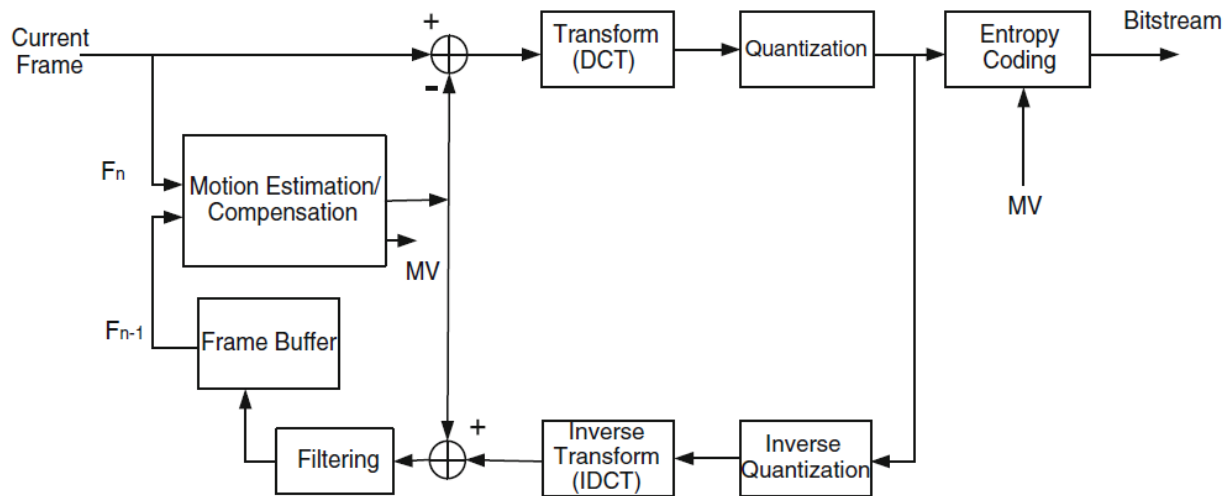 Current
Frame
+
-
Transform
(DCT)
Quantization
Entropy
Coding
Bitstream
Fn
Motion Estimation/
Compensation
MV
MV
Fn-1
Frame Buffer
Filtering
+
Inverse
Transform
(IDCT)
Inverse
Quantization